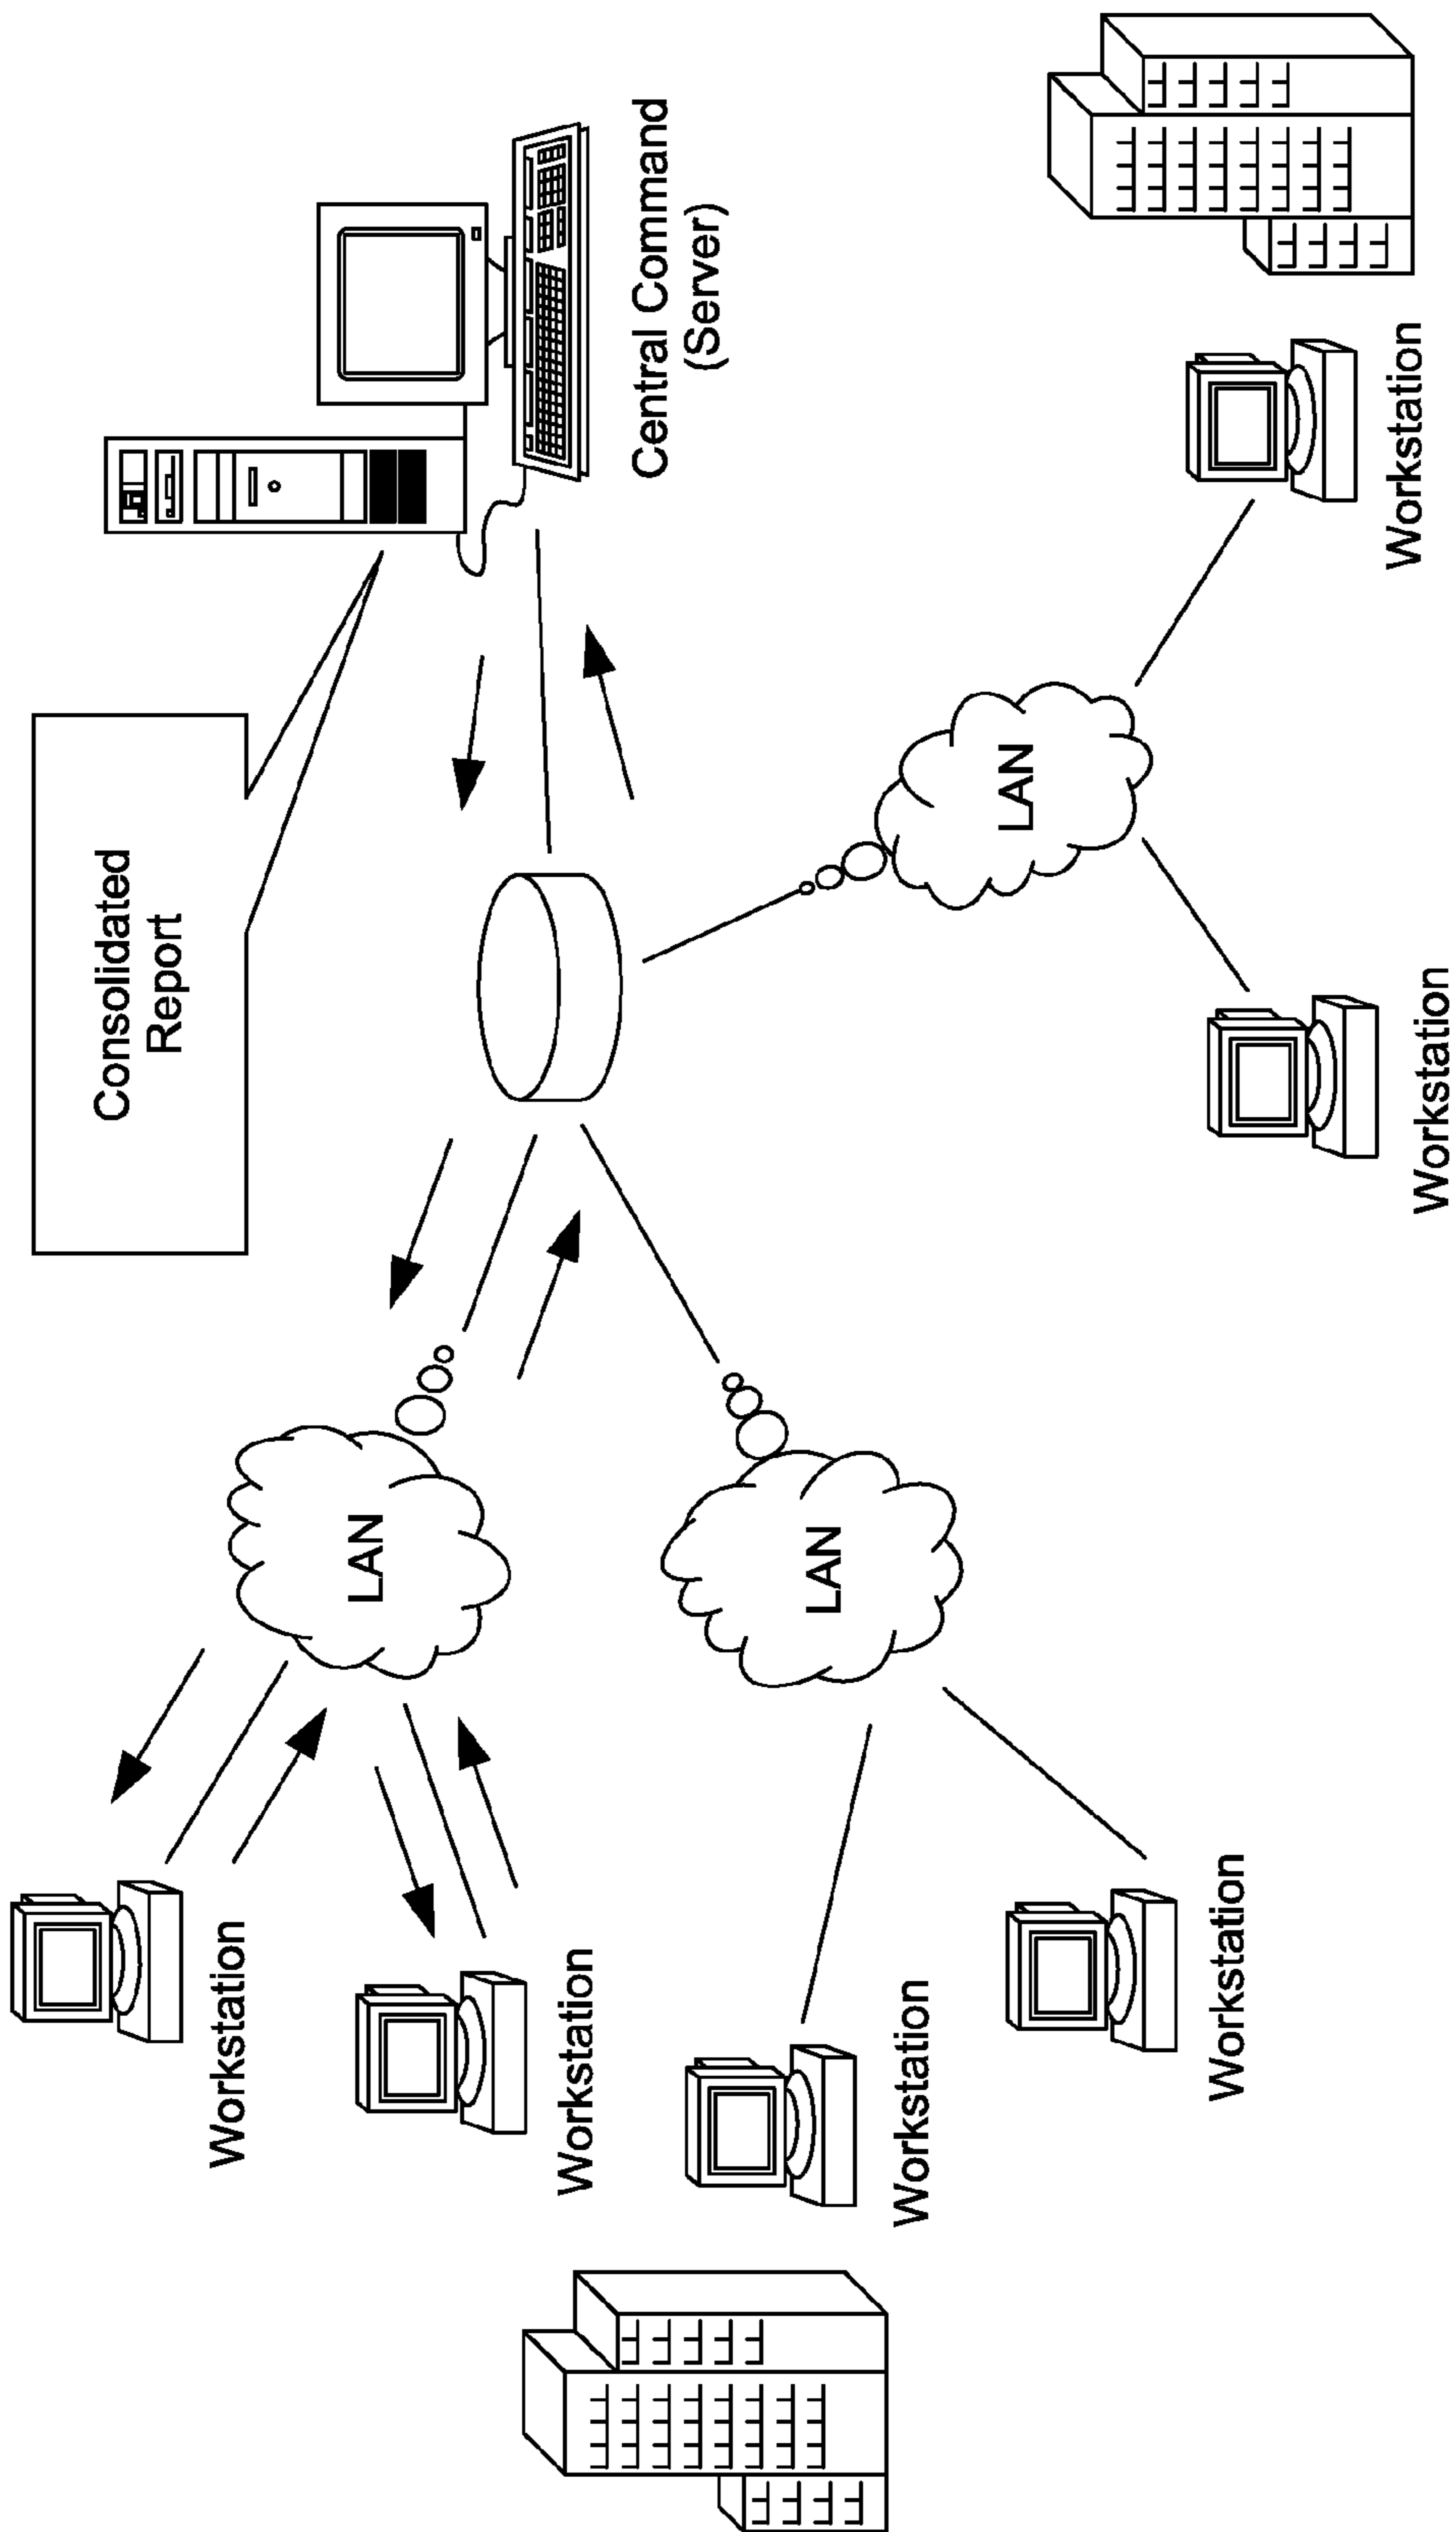 Consolidated
Report
Central Command
(Server)
Workstation
LAN
Workstation
LAN
Workstation
Workstation
LAN
Workstation
Workstation